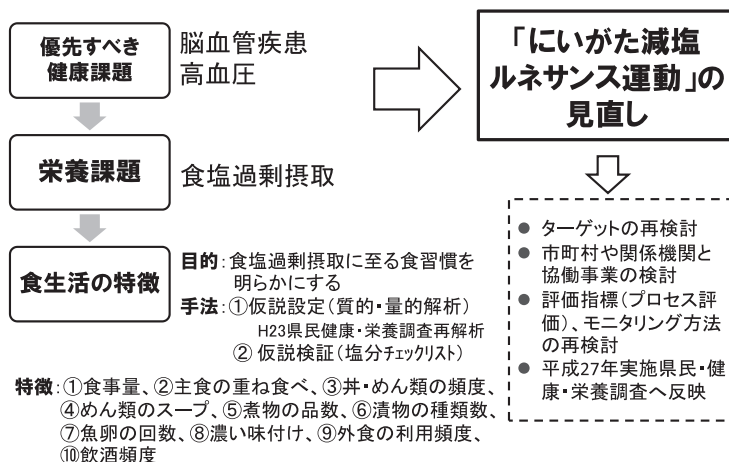 優先すべき
健康課題
脳血管疾患
高血圧
栄養課題
食塩過剰摂取
食生活の特徴
目的：食塩過剰摂取に至る食習慣を
明らかにする
手法：①仮説設定（質的・量的解析）
H23県民健康・栄養調査再解析
② 仮説検証（塩分チェックリスト）
特徴：①食事量、②主食の重ね食べ、③丼・めん類の頻度、
④めん類のスープ、⑤煮物の品数、⑥漬物の種類数、
⑦魚卵の回数、⑧濃い味付け、⑨外食の利用頻度、
⑩飲酒頻度
「にいがた減塩
ルネサンス運動」の
見直し
● ターゲットの再検討
● 市町村や関係機関と
協働事業の検討
● 評価指標（プロセス評
価）、モニタリング方法
の再検討
● 平成27年実施県民・健
康・栄養調査へ反映